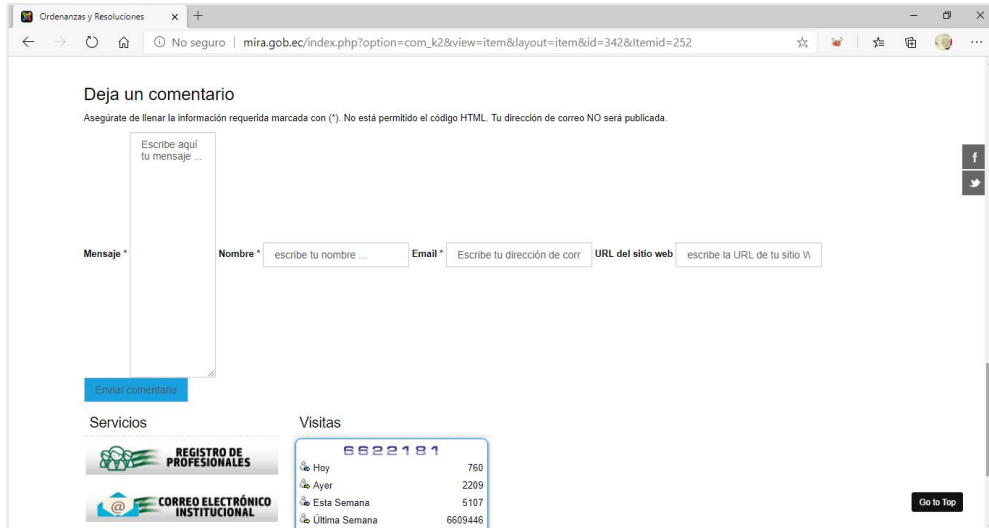 Ordenanzas y Resoluciones
No seguro | mira.gob.ec/index.php?option=com_k2&view=item&layout=item&id=342&Itemid=252
Deja un comentario
Asegúrate de llenar la información requerida marcada con (*). No está permitido el código HTML. Tu dirección de correo NO será publicada.
Escribe aquí
tu mensaje ...
Mensaje * Nombre * escribe tu nombre ... Email * Escribe tu dirección de corr URL del sitio web escribe la URL de tu sitio W
Enviar comentario
Servicios Visitas
REGISTRO DE
PROFESIONALES
CORREO ELECTRÓNICO
INSTITUCIONAL
6622181
Hoy 760
Ayer 2209
Esta Semana 5107
Última Semana 6609446
Go to Top